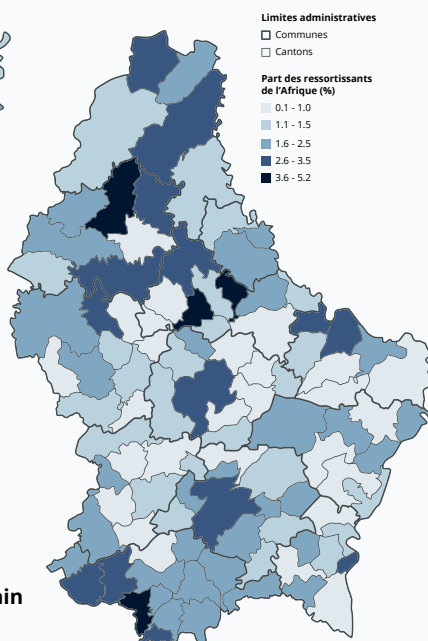 Limites administratives
Communes
Cantons
Part des ressortissants
de l'Afrique (%)
0.1 - 1.0
1.1 - 1.5
1.6 - 2.5
2.6 - 3.5
3.6 - 5.2
in